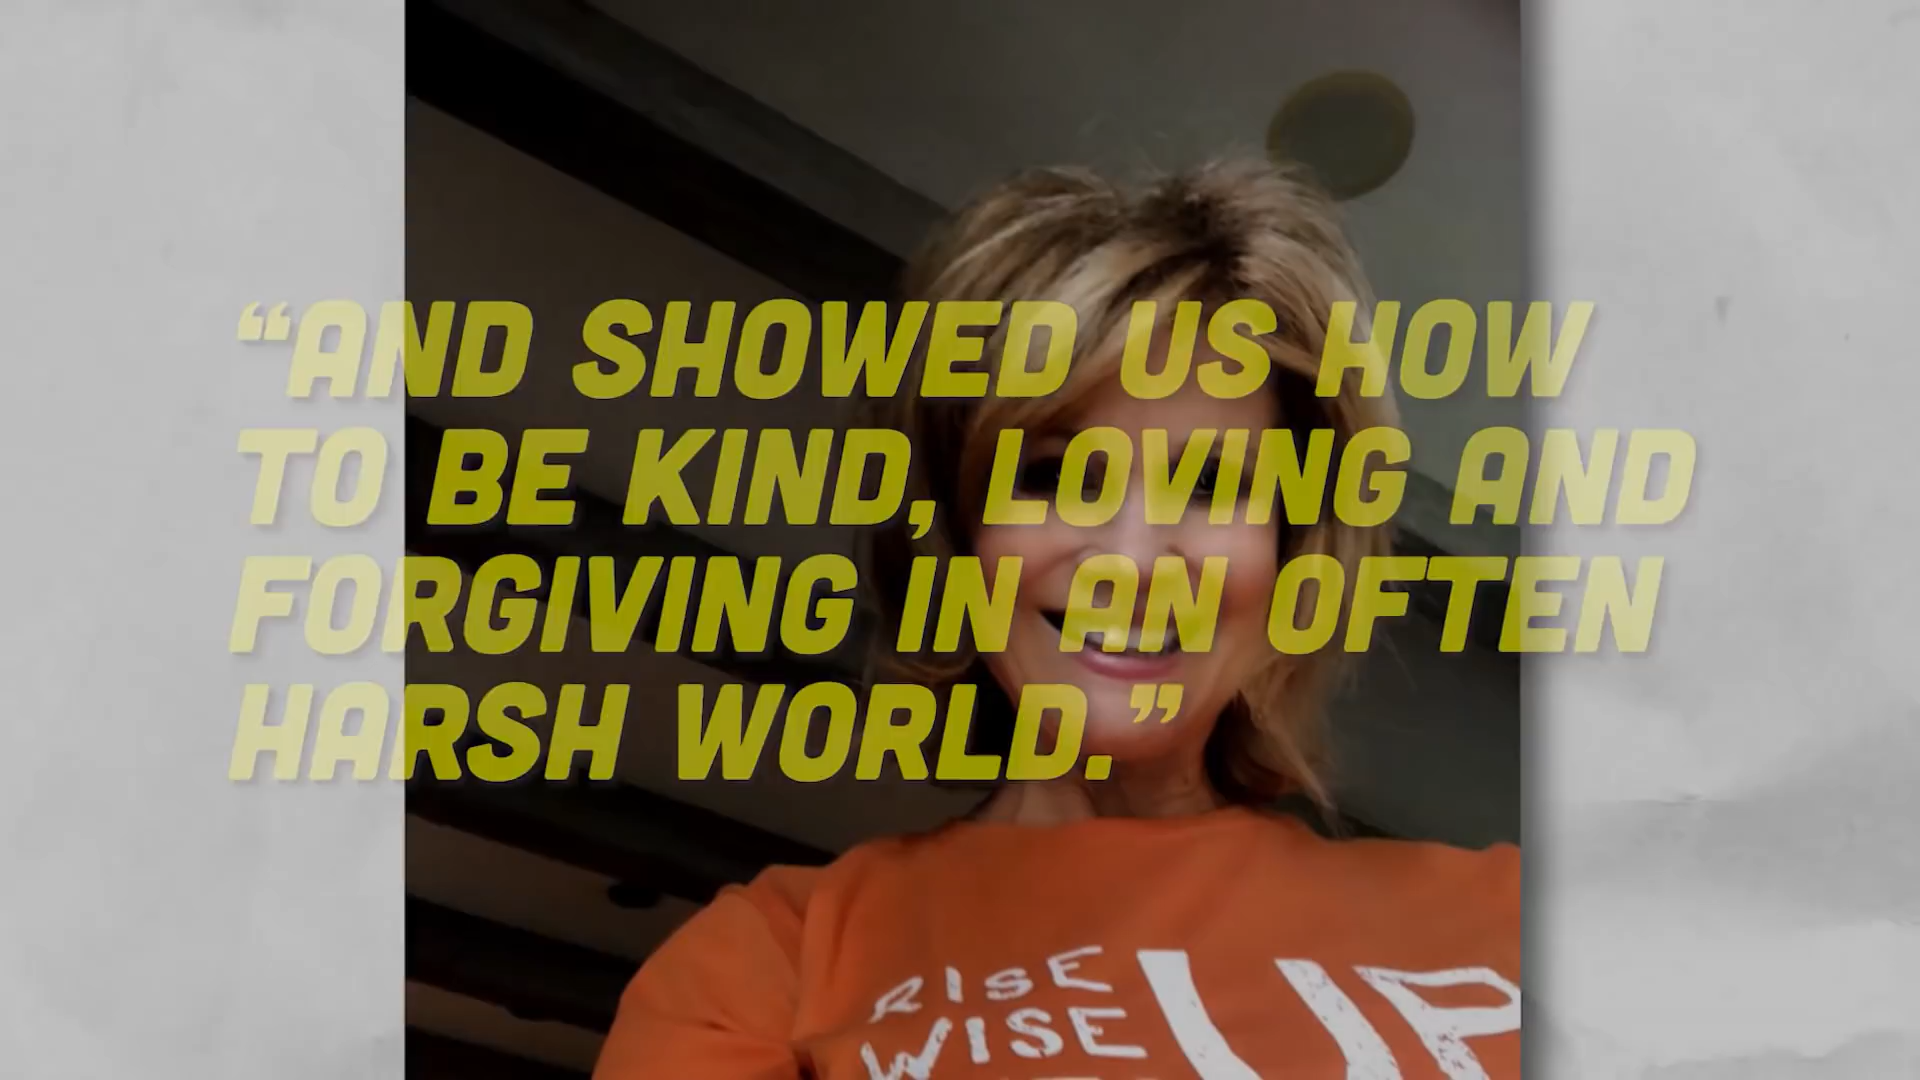 “AND SHOWED US HOW
TO BE KIND, LOVING AND
FORGIVING IN AN OFTEN
HARSH WORLD.”
RISE
WISE UP